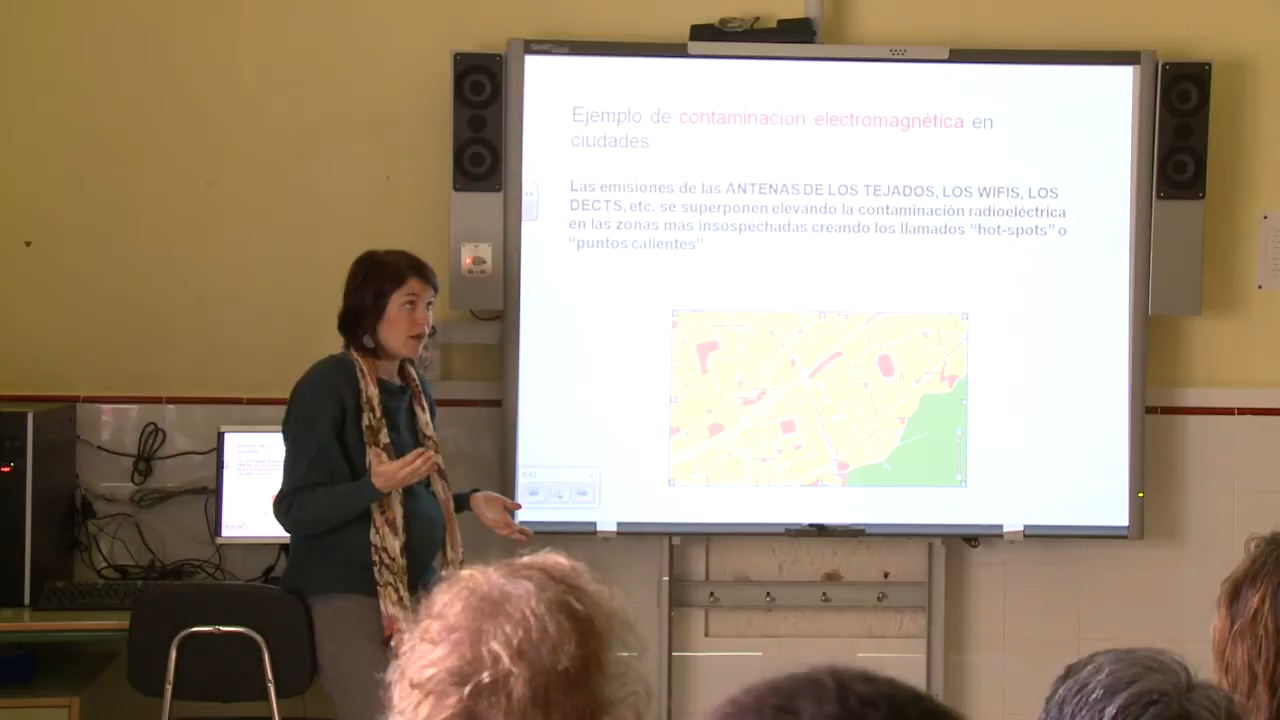 Ejemplo de contaminacion electromagnética en
ciudades
Las emisiones de las ANTENAS DE LOS TEJADOS, LOS WIFIS, LOS
DECTS, etc. se superponen elevando la contaminación radioeléctrica
en las zonas más insospechadas creando los llamados “hot-spots” o
“puntos calientes”